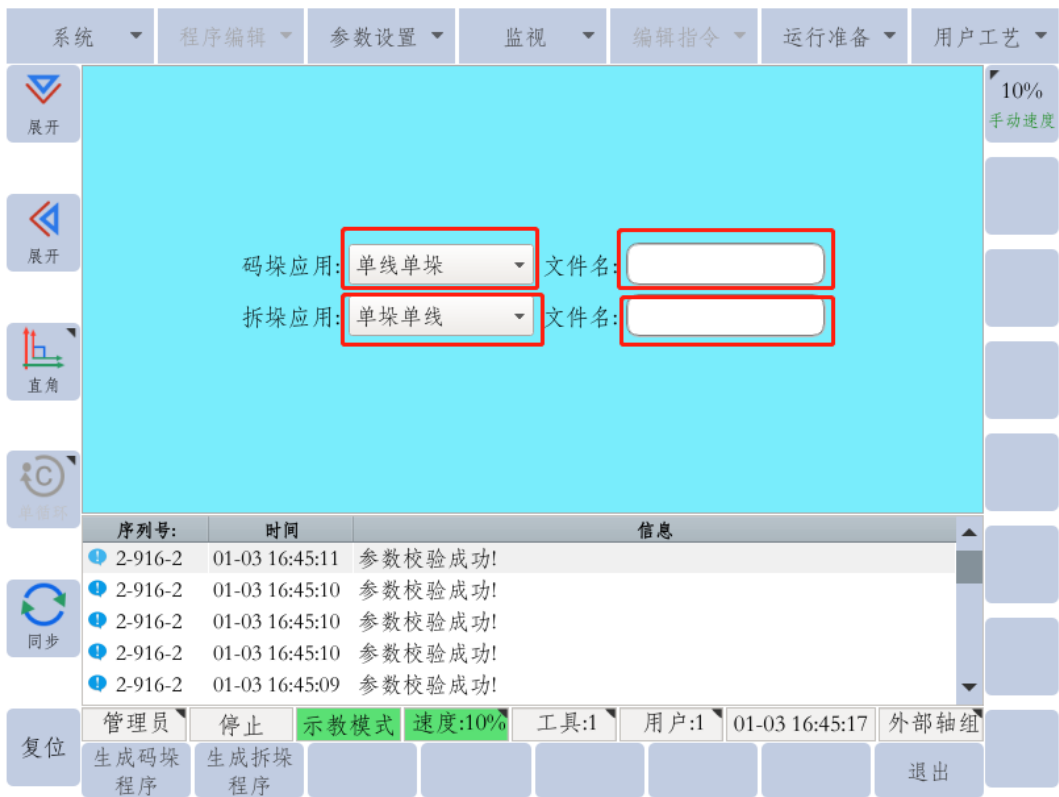 系统 程序编辑 参数设置 监视 编辑指令 运行准备 用户工艺
展开
10%
手动速度
展开
码垛应用: 单线单垛 文件名:
拆垛应用: 单垛单线 文件名:
直角
C
单循环
序列号: 时间 信息
2-916-2 01-03 16:45:11 参数校验成功!
2-916-2 01-03 16:45:10 参数校验成功!
2-916-2 01-03 16:45:10 参数校验成功!
2-916-2 01-03 16:45:10 参数校验成功!
2-916-2 01-03 16:45:09 参数校验成功!
同步
管理员 停止 示教模式 速度:10% 工具:1 用户:1 01-03 16:45:17 外部轴组
复位
生成码垛
程序
生成拆垛
程序
退出